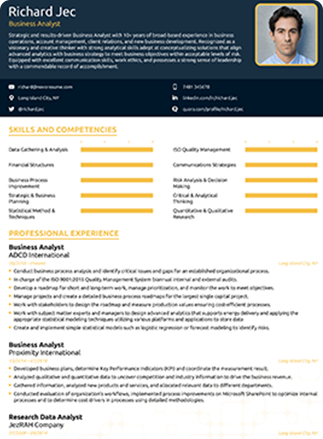 Richard Jec
Business Analyst
Strategic and results-driven Business Analyst with 10+ years of broad-based experience in business
operations, account management, client relations, and new business development. Recognized as a
visionary and creative thinker with strong analytical skills adept at conceptualizing solutions that align
advanced analytics with business strategy to meet business objectives within acceptable levels of risk.
Equipped with excellent communication skills, work ethics, and possess a strong sense of leadership
with a commendable record of accomplishment.
richard@novoresume.com
Long Island City, NY
@richardjec
linkedin.com/in/richard.jec
quora.com/profile/richard.jec
SKILLS AND COMPETENCIES
Data Gathering & Analysis
ISO Quality Management
Financial Structures
Communications Strategies
Business Process
Improvement
Risk Analysis & Decision
Making
Strategic & Business
Planning
Critical & Analytical
Thinking
Statistical Method &
Techniques
Quantitative & Qualitative
Research
PROFESSIONAL EXPERIENCE
Business Analyst
ADCO International
Long Island City, NY
Conduct business process analysis and identify critical issues and gaps for an established organizational process.
In charge of the ISO 9001 Quality Management System biannual internal and external audits.
Develop a roadmap for short and long-term work, manage prioritization, and monitor the work to meet objectives.
Manage projects and create a detailed business process roadmaps for the largest single capital project.
Work with stakeholders to design the roadmap and measure production values ensuring cost-efficient processes.
Work with subject matter experts and managers to design advanced analytics that supports energy delivery and applying the
appropriate statistical modeling techniques utilizing various platforms and applications to store data
Create and implement simple statistical models such as logistic regression or forecast modeling to identify risks.
Business Analyst
Proximity International
Long Island City, NY
Developed business plans, determine Key Performance Indicators (KPI) and coordinate the measurement result.
Analyzed qualitative and quantitative data to uncover competition and industry information to drive the business revenue.
Gathered information, analyzed new products and services, and allocated relevant data to different departments.
Conducted evaluation of organization's workflows, implemented process improvements on Microsoft SharePoint to optimize internal
processes and to determine cost drivers in processes using detailed methodologies.
Research Data Analyst
JezRAM Company
Long Island City, NY